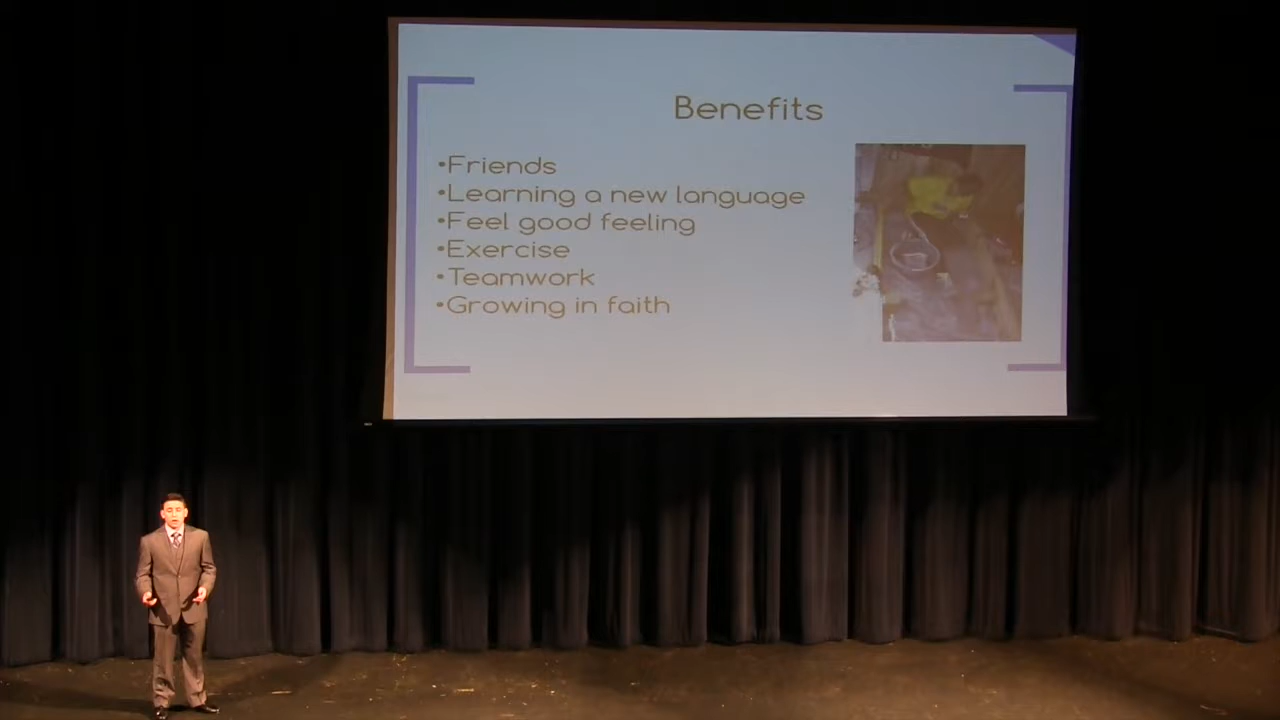 Benefits
•Friends
•Learning a new language
•Feel good feeling
•Exercise
•Teamwork
•Growing in faith